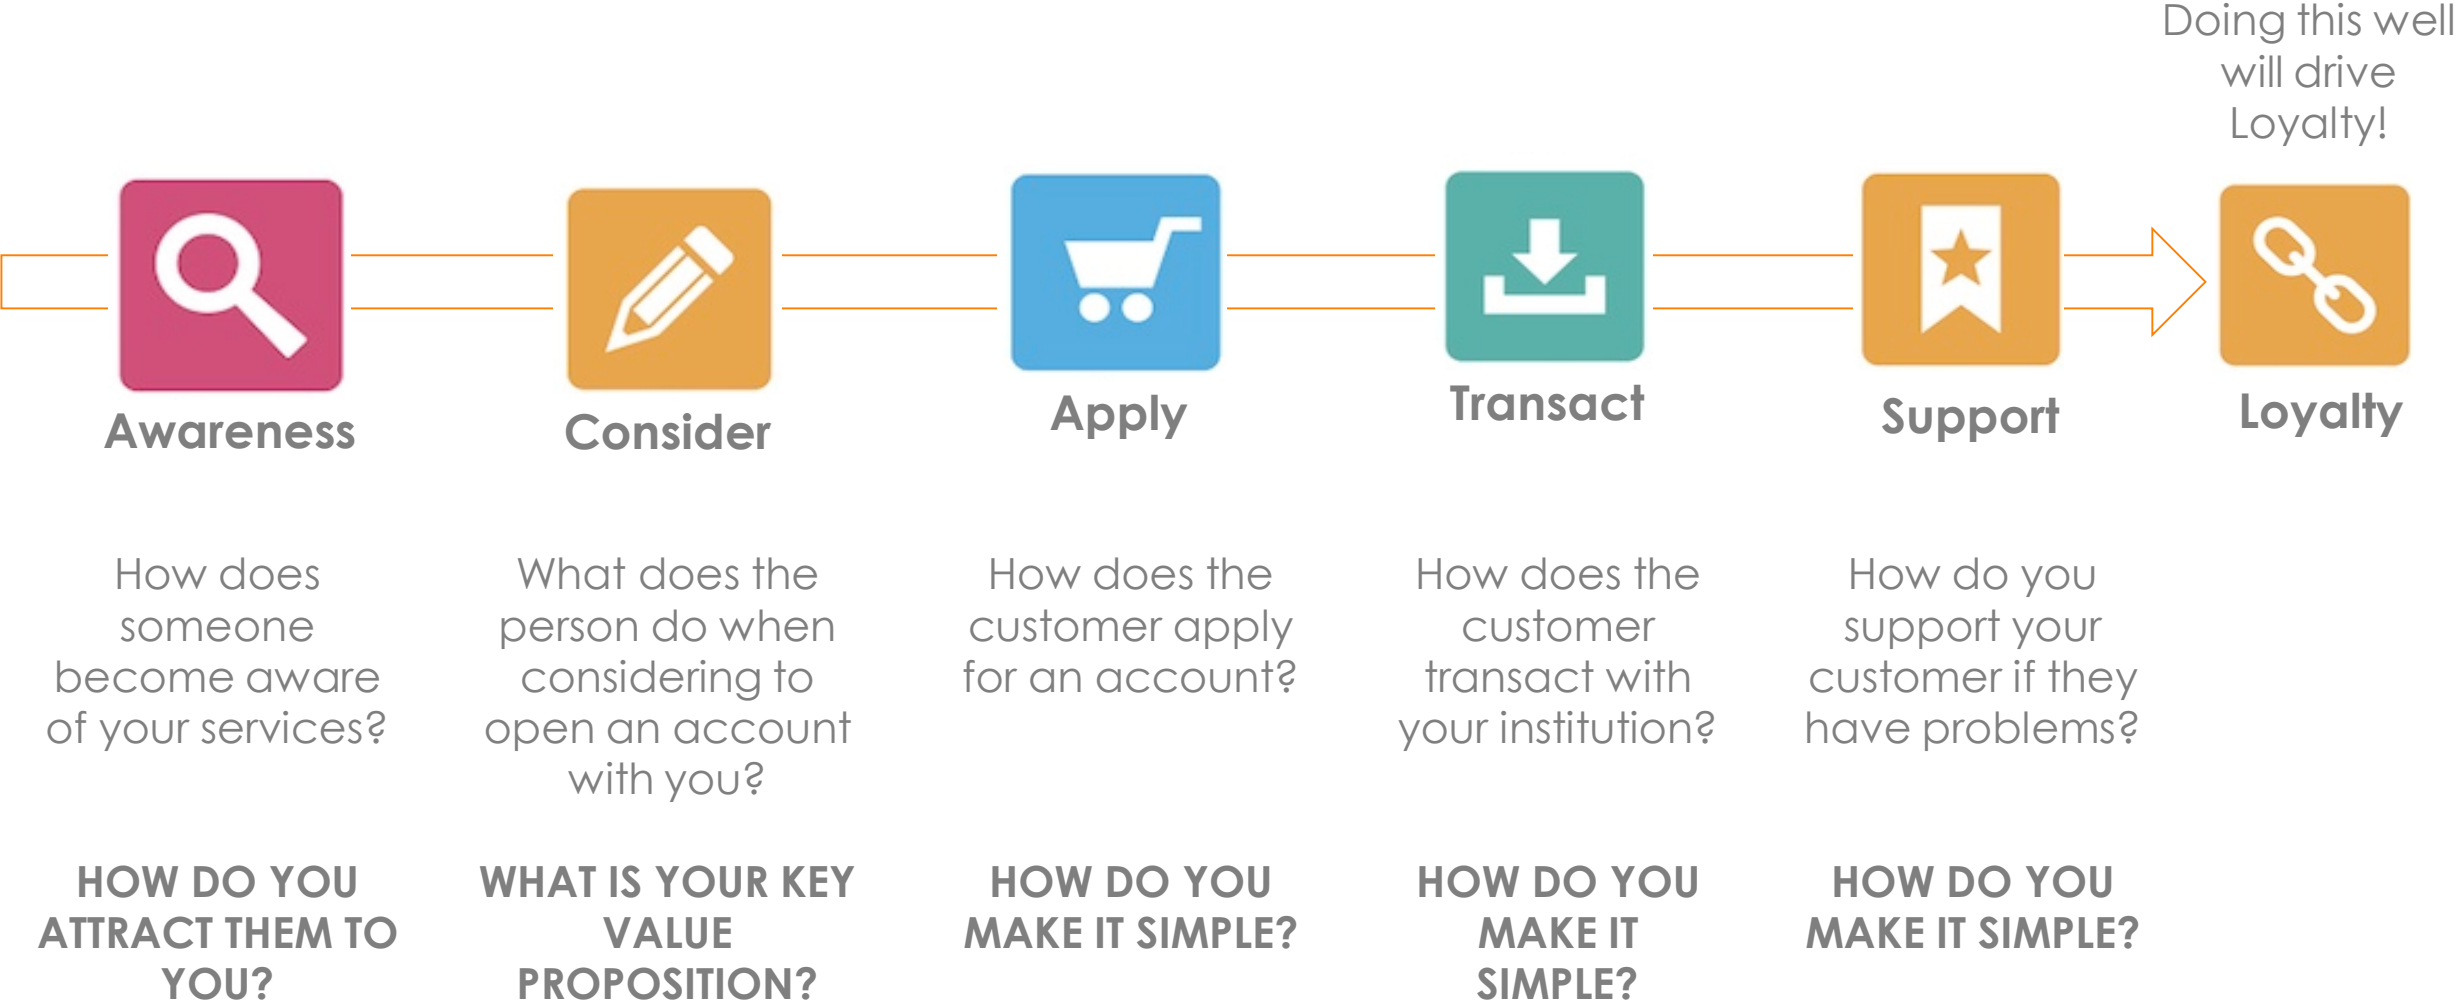 Doing this well
will drive
Loyalty!
Awareness
Consider
Apply
Transact
Support
Loyalty
How does
someone
become aware
of your services?
What does the
person do when
considering to
open an account
with you?
How does the
customer apply
for an account?
How does the
customer
transact with
your institution?
How do you
support your
customer if they
have problems?
HOW DO YOU
ATTRACT THEM TO
YOU?
WHAT IS YOUR KEY
VALUE
PROPOSITION?
HOW DO YOU
MAKE IT SIMPLE?
HOW DO YOU
MAKE IT
SIMPLE?
HOW DO YOU
MAKE IT SIMPLE?